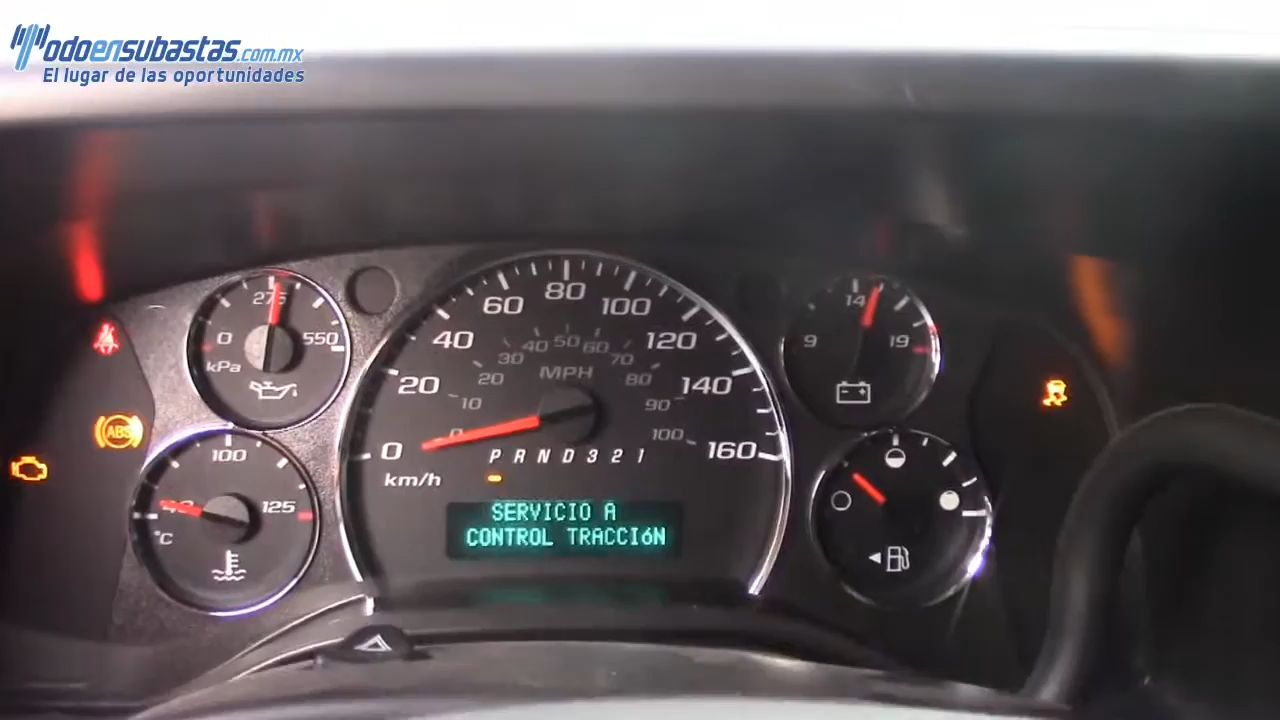 Todoensubastas.com.mx
El lugar de las oportunidades
0 275 550
kPa
40 100 125
°C
0 20 40 60 80 100 120 140 160
km/h
0 10 20 30 40 50 60 70 80 90 100
MPH
P R N D 3 2 1
SERVICIO A
CONTROL TRACCIÓN
9 14 19
ABS